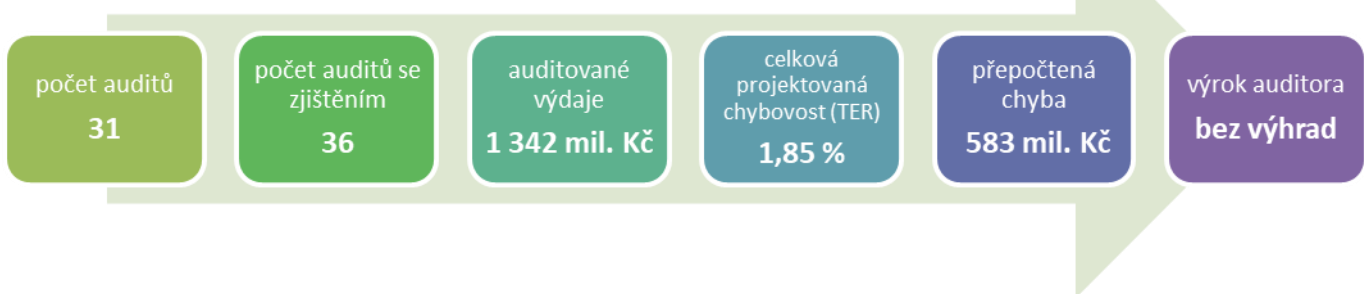 počet auditů
31
počet auditů se
zjištěním
36
auditované
výdaje
1 342 mil. Kč
celková
projektovaná
chybovost (TER)
1,85 %
přepočtená
chyba
583 mil. Kč
výrok auditora
bez výhrad